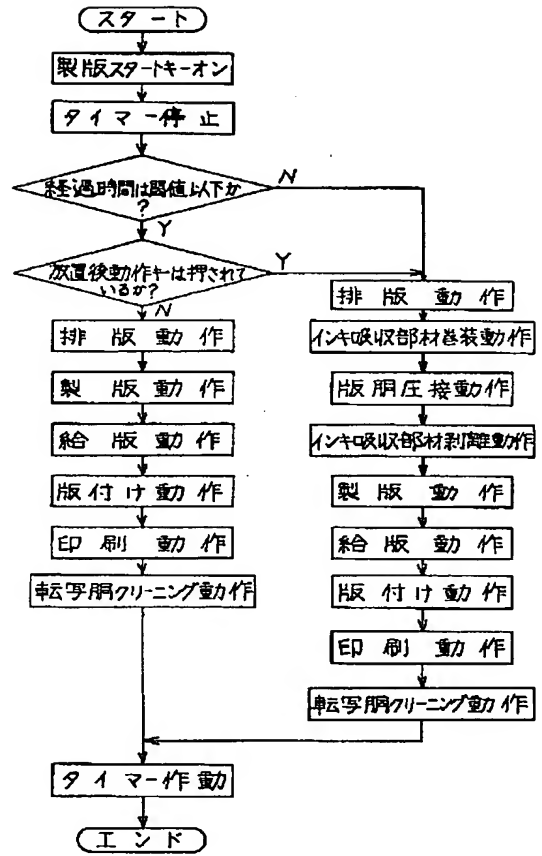 スタート
製版スタートキーオン
タイマー停止
経過時間は閾値以下か
?
N
Y
放置後動作キーは押されて
いるか?
Y
N
排版動作
製版動作
給版動作
版付け動作
印刷動作
転写胴クリーニング動作
排版動作
インキ吸収部材巻装動作
版胴圧接動作
インキ吸収部材剥離動作
製版動作
給版動作
版付け動作
印刷動作
転写胴クリーニング動作
タイマー作動
エンド